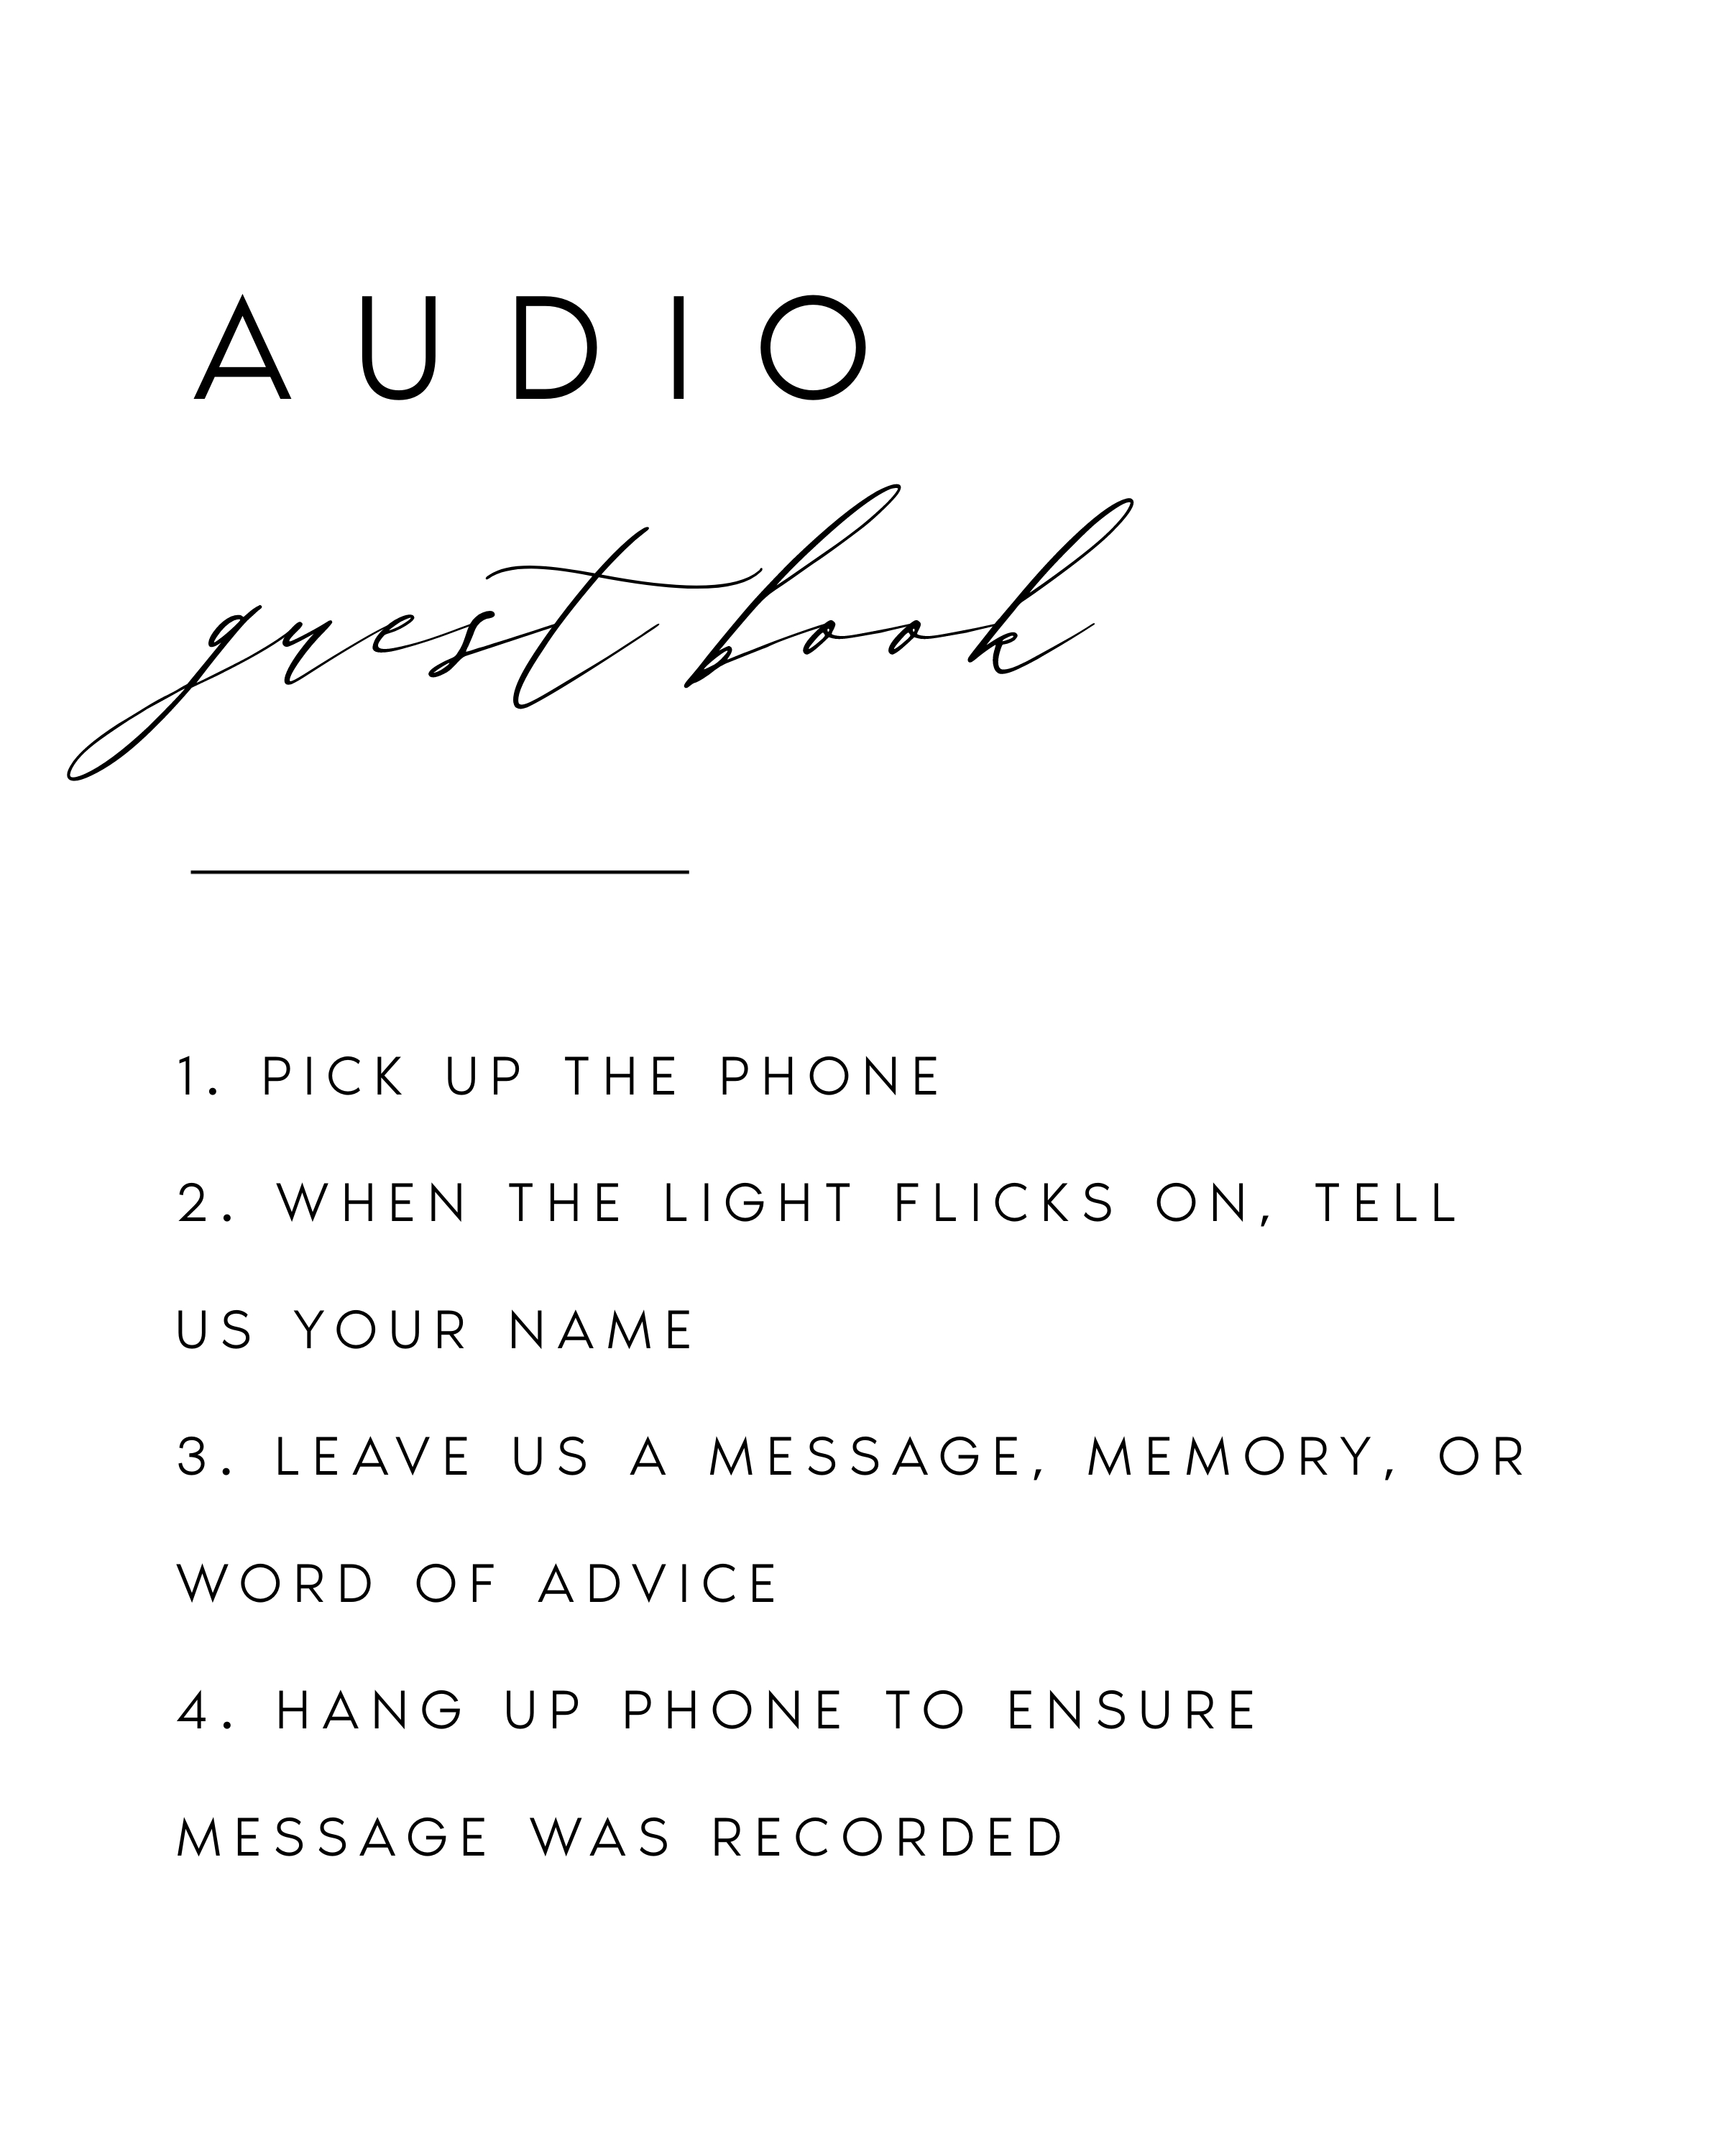 AUDIO
guest book
1. PICK UP THE PHONE
2. WHEN THE LIGHT FLICKS ON, TELL
US YOUR NAME
3. LEAVE US A MESSAGE, MEMORY, OR
WORD OF ADVICE
4. HANG UP PHONE TO ENSURE
MESSAGE WAS RECORDED